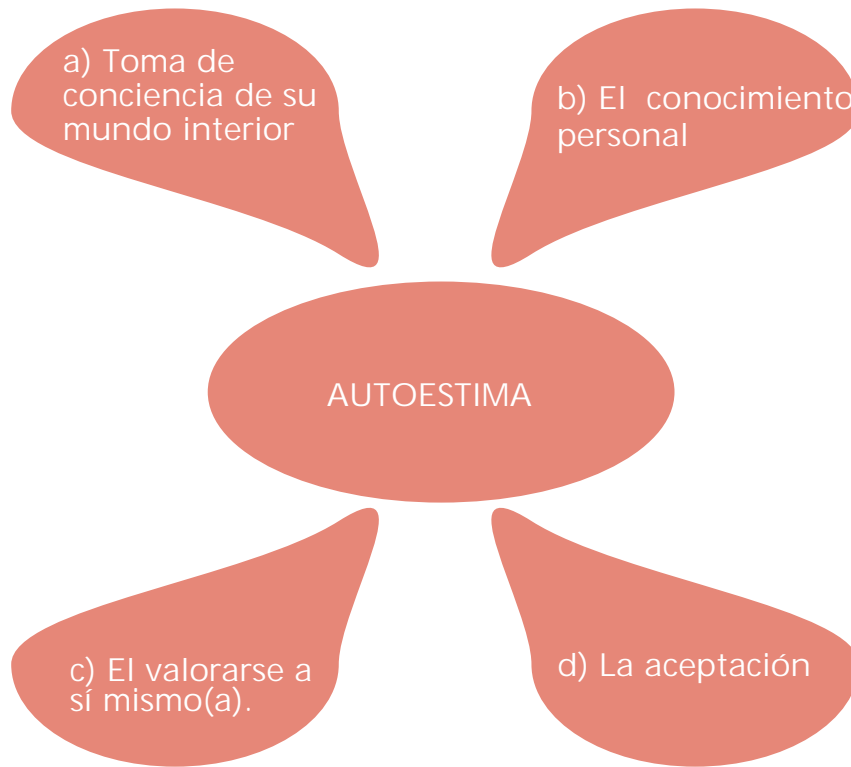 a) Toma de
conciencia de su
mundo interior
b) El conocimiento
personal
AUTOESTIMA
c) El valorarse a
sí mismo(a).
d) La aceptación